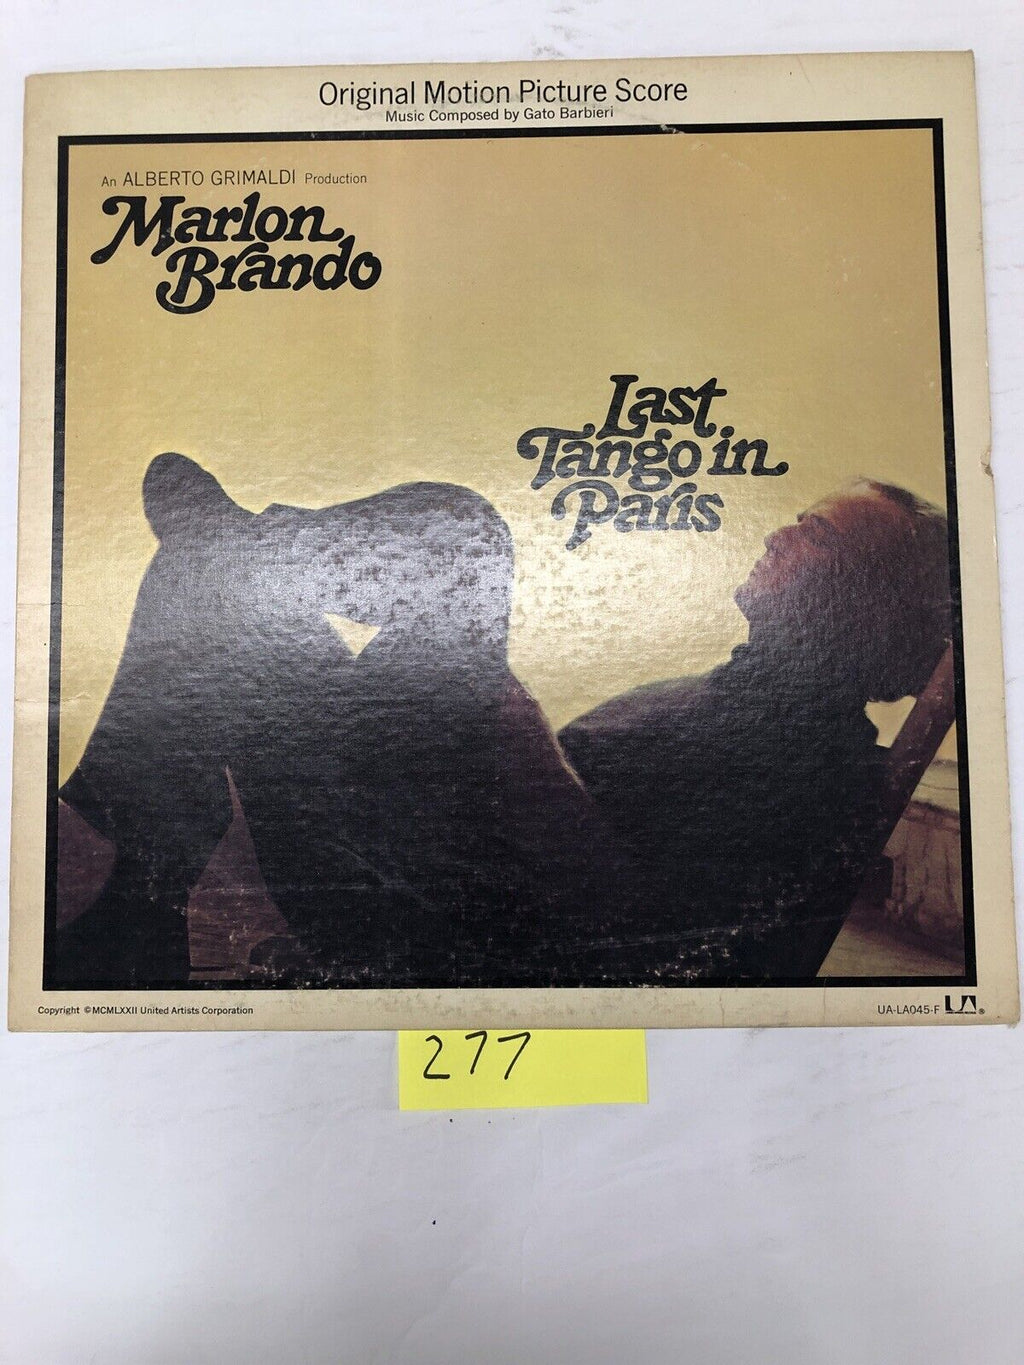 Original Motion Picture Score
Music Composed by Gato Barbieri
An ALBERTO GRIMALDI Production
Marlon
Brando
Last
Tango in
Paris
Copyright ©MCMLXXII United Artists Corporation
UA-LA045-F UA ®
277